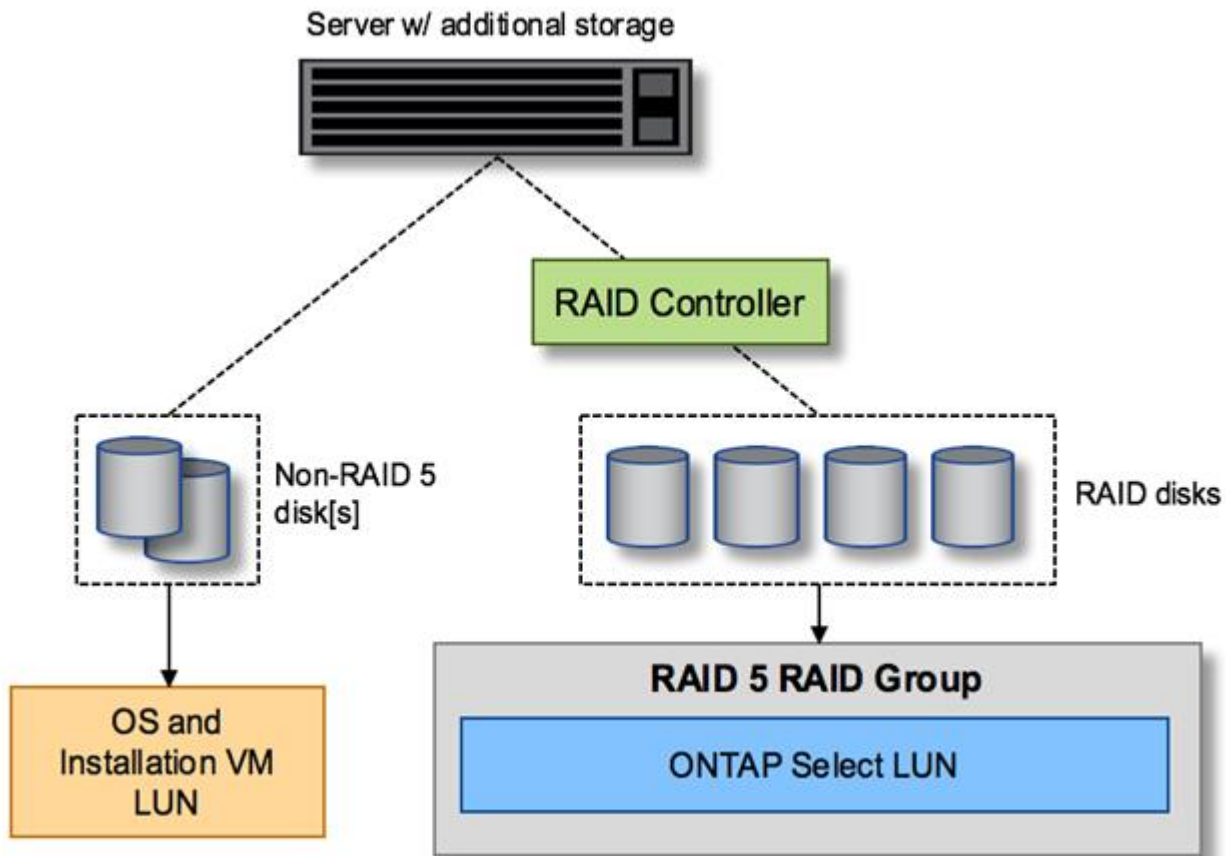 Server w/ additional storage
RAID Controller
Non-RAID 5
disk[s]
RAID disks
OS and
Installation VM
LUN
RAID 5 RAID Group
ONTAP Select LUN